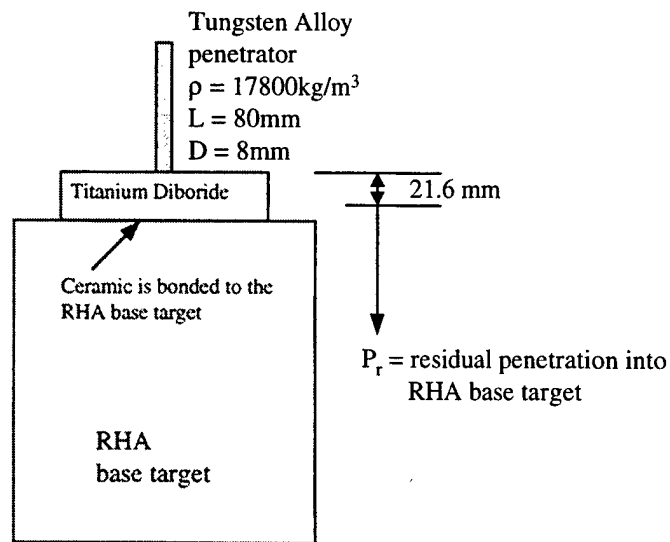 Tungsten Alloy
penetrator
ρ = 17800kg/m³
L = 80mm
D = 8mm
Titanium Diboride
21.6 mm
Ceramic is bonded to the
RHA base target
P_r = residual penetration into
RHA base target
RHA
base target